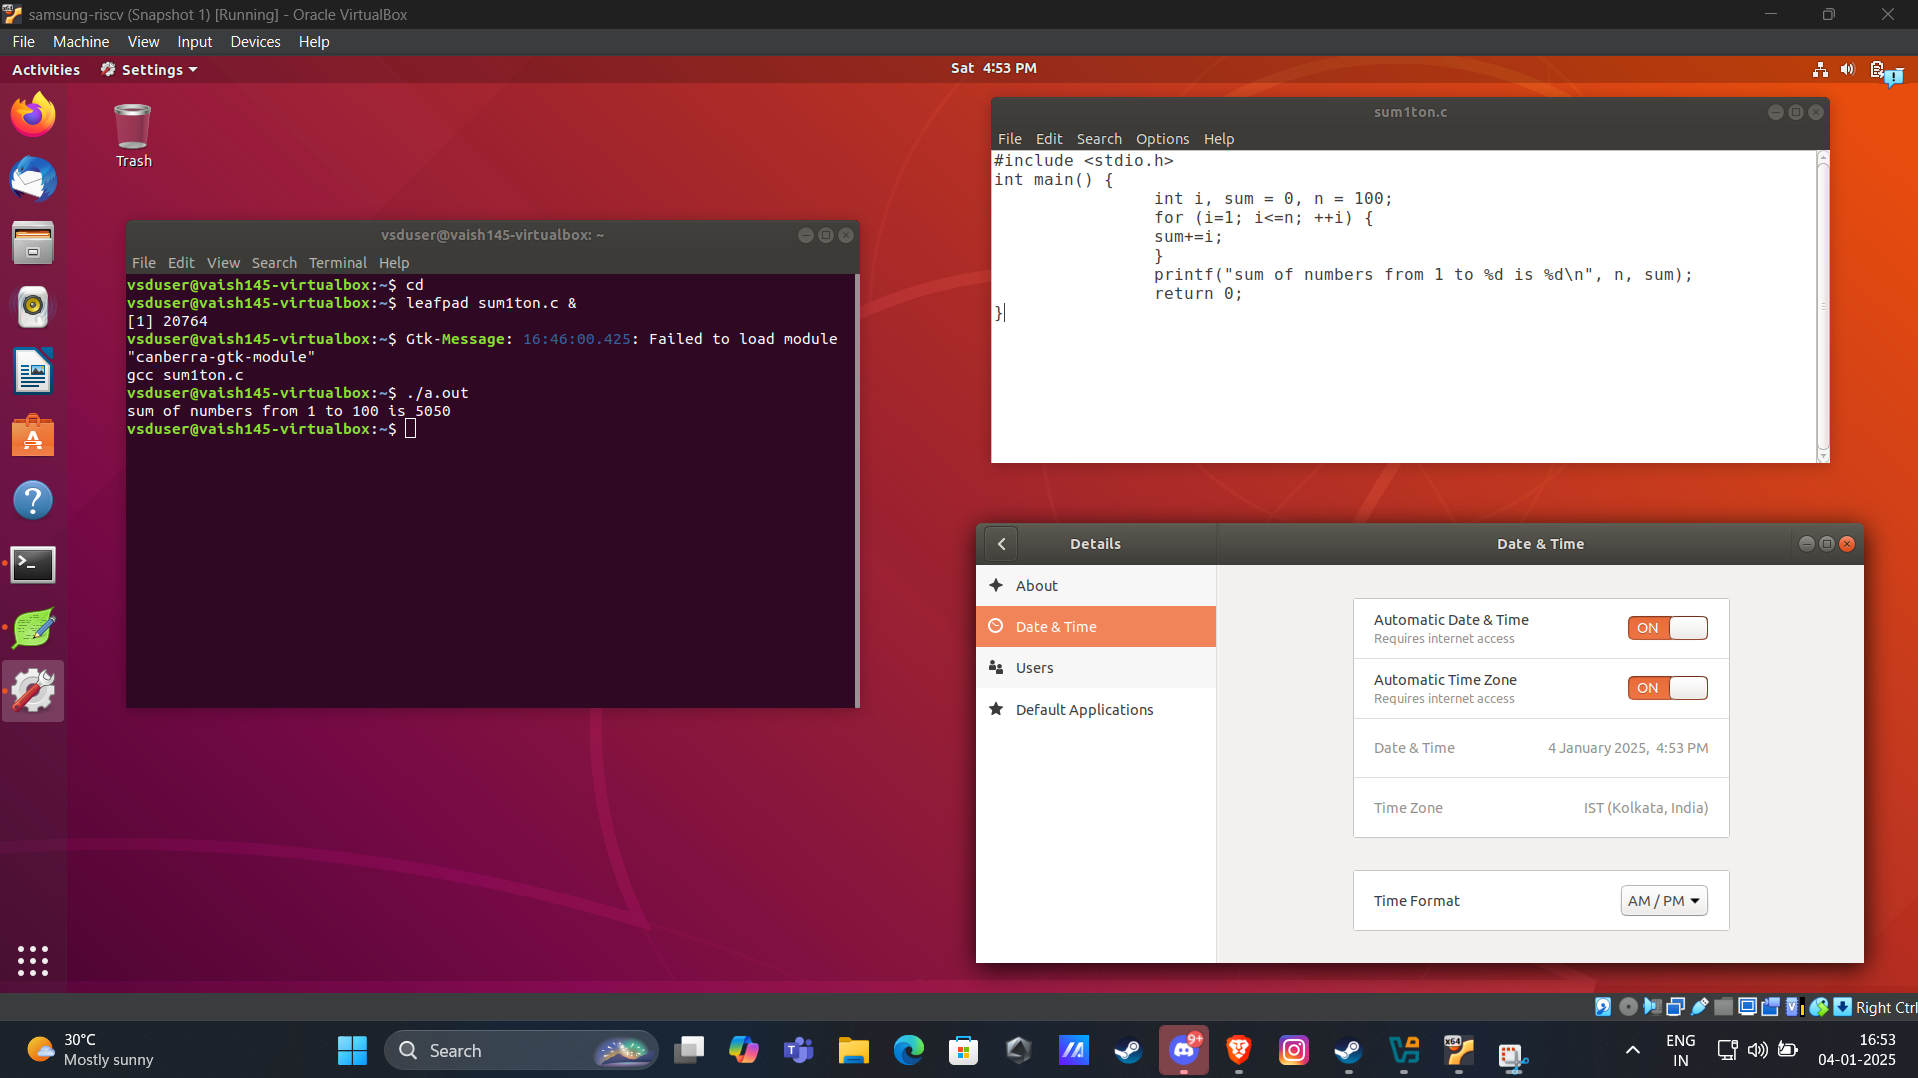 samsung-riscv (Snapshot 1) [Running] - Oracle VirtualBox
File Machine View Input Devices Help
Activities Settings Sat 4:53 PM
Trash
vsduser@vaish145-virtualbox: ~
File Edit View Search Terminal Help
vsduser@vaish145-virtualbox:~$ cd
vsduser@vaish145-virtualbox:~$ leafpad sum1ton.c &
[1] 20764
vsduser@vaish145-virtualbox:~$ Gtk-Message: 16:46:00.425: Failed to load module
"canberra-gtk-module"
gcc sum1ton.c
vsduser@vaish145-virtualbox:~$ ./a.out
sum of numbers from 1 to 100 is 5050
vsduser@vaish145-virtualbox:~$
sum1ton.c
File Edit Search Options Help
#include <stdio.h>
int main() {
int i, sum = 0, n = 100;
for (i=1; i<=n; ++i) {
sum+=i;
}
printf("sum of numbers from 1 to %d is %d\n", n, sum);
return 0;
}
Details Date & Time
About
Date & Time
Users
Default Applications
Automatic Date & Time
Requires internet access
ON
Automatic Time Zone
Requires internet access
ON
Date & Time 4 January 2025, 4:53 PM
Time Zone IST (Kolkata, India)
Time Format AM / PM
Right Ctrl
30°C
Mostly sunny
Search
9+
x64
ENG
IN
16:53
04-01-2025